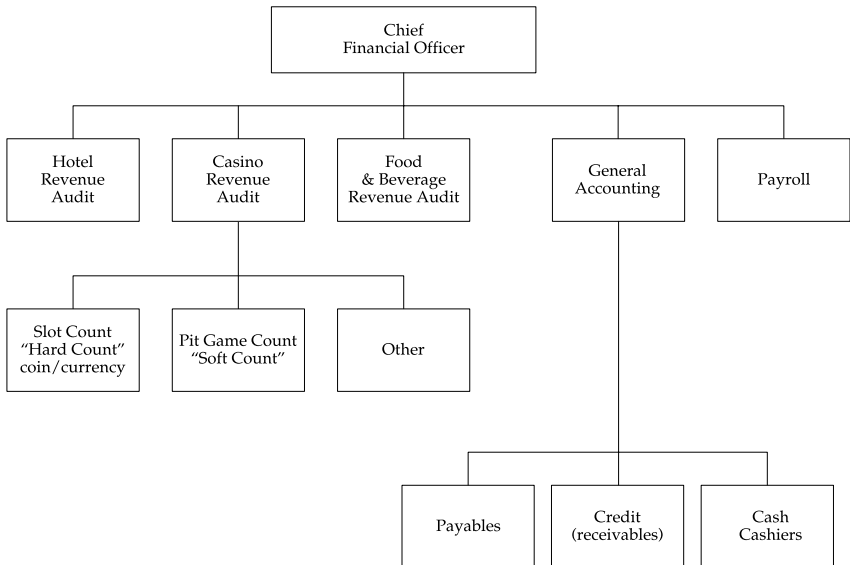 Chief
Financial Officer
Hotel
Revenue
Audit
Casino
Revenue
Audit
Food
& Beverage
Revenue Audit
General
Accounting
Payroll
Slot Count
“Hard Count”
coin/currency
Pit Game Count
“Soft Count”
Other
Payables
Credit
(receivables)
Cash
Cashiers